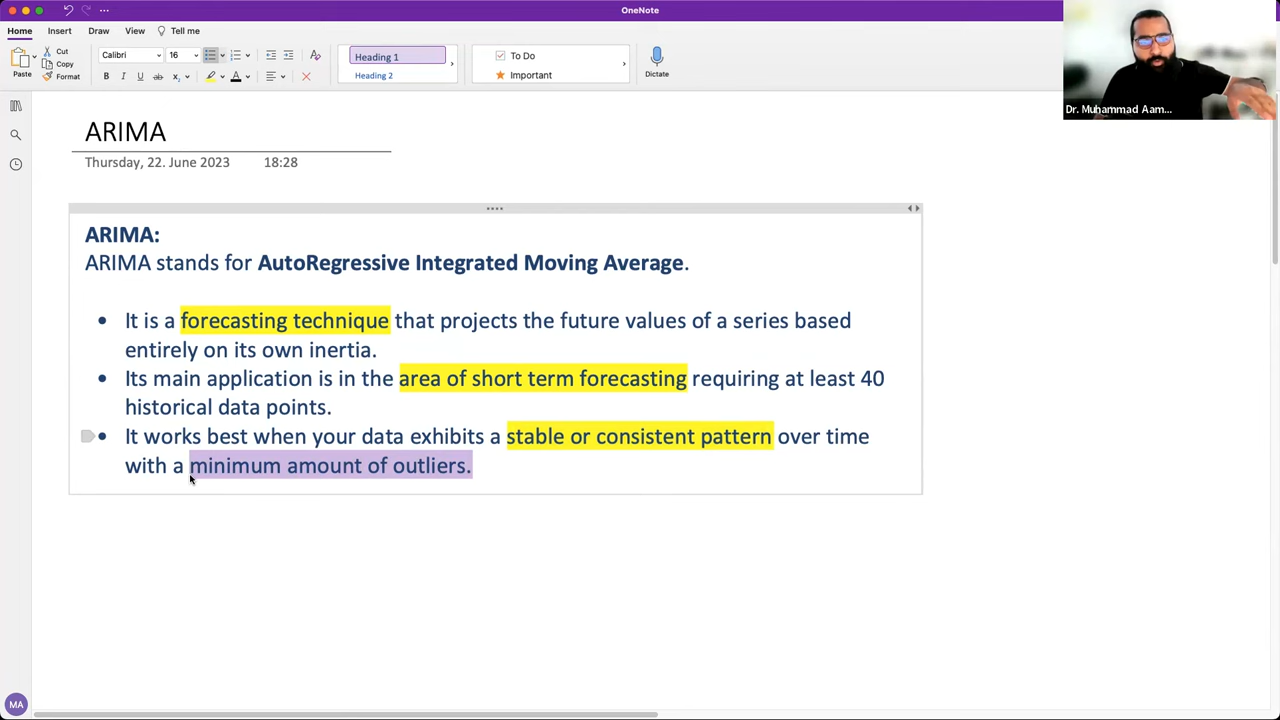 OneNote
Home Insert Draw View Tell me
Paste
Cut
Copy
Format
Calibri 16
B I U ab x A
Heading 1
Heading 2
To Do
Important
Dictate
Dr. Muhammad Aam...
ARIMA
Thursday, 22. June 2023 18:28
ARIMA:
ARIMA stands for AutoRegressive Integrated Moving Average.
• It is a forecasting technique that projects the future values of a series based
entirely on its own inertia.
• Its main application is in the area of short term forecasting requiring at least 40
historical data points.
• It works best when your data exhibits a stable or consistent pattern over time
with a minimum amount of outliers.
MA